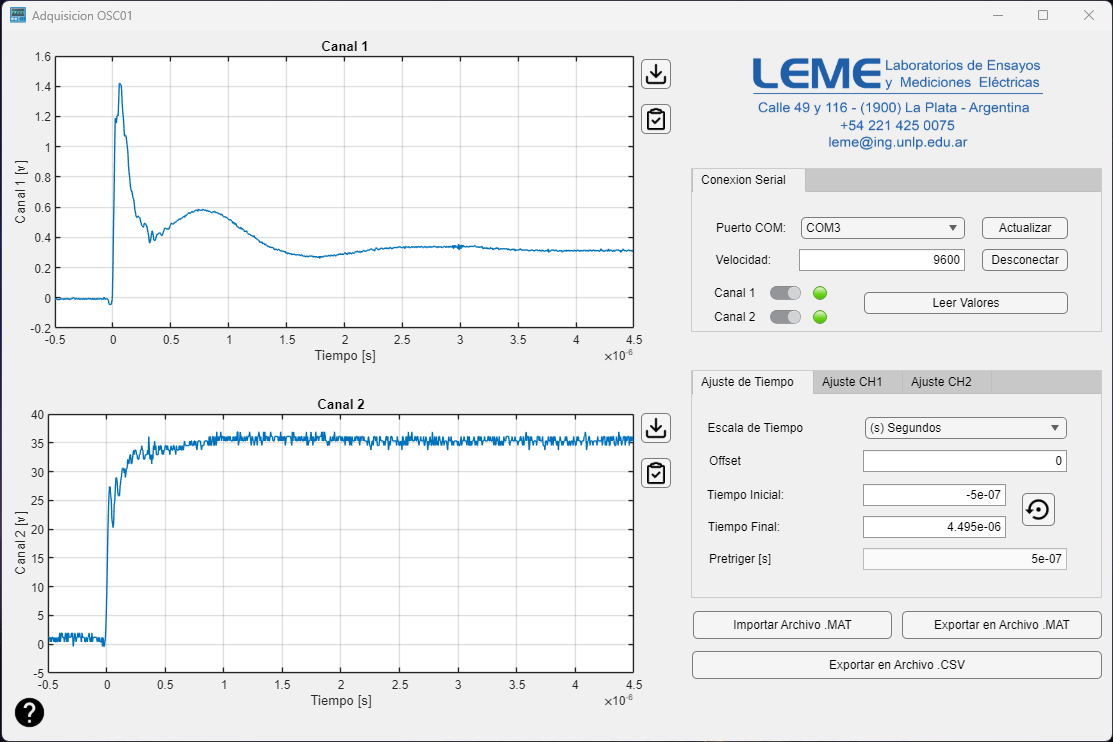 Adquisicion OSC01
Canal 1
1.6
1.4
1.2
1
0.8
0.6
0.4
0.2
0
-0.2
Canal 1 [v]
-0.5 0 0.5 1 1.5 2 2.5 3 3.5 4 4.5
Tiempo [s]
×10-6
Canal 2
40
35
30
25
20
15
10
5
0
-5
Canal 2 [v]
-0.5 0 0.5 1 1.5 2 2.5 3 3.5 4 4.5
Tiempo [s]
×10-6
?
LEME Laboratorios de Ensayos
y Mediciones Eléctricas
Calle 49 y 116 - (1900) La Plata - Argentina
+54 221 425 0075
leme@ing.unlp.edu.ar
Conexion Serial
Puerto COM: COM3 Actualizar
Velocidad: 9600 Desconectar
Canal 1
Canal 2
Leer Valores
Ajuste de Tiempo Ajuste CH1 Ajuste CH2
Escala de Tiempo (s) Segundos
Offset 0
Tiempo Inicial: -5e-07
Tiempo Final: 4.495e-06
Pretriger [s] 5e-07
Importar Archivo .MAT Exportar en Archivo .MAT
Exportar en Archivo .CSV